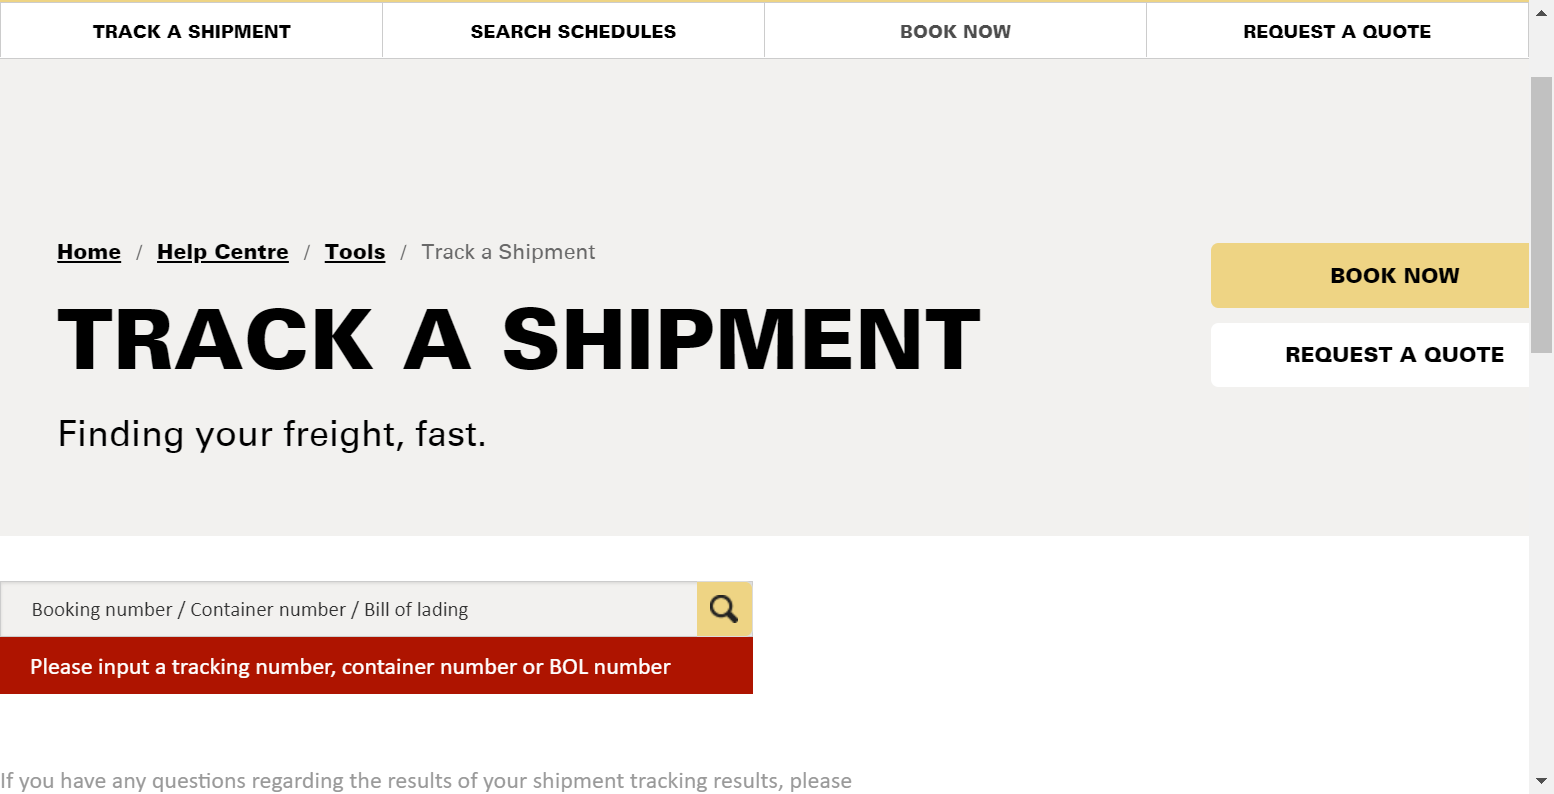 TRACK A SHIPMENT
SEARCH SCHEDULES
BOOK NOW
REQUEST A QUOTE
Home / Help Centre / Tools / Track a Shipment
BOOK NOW
TRACK A SHIPMENT
REQUEST A QUOTE
Finding your freight, fast.
Booking number / Container number / Bill of lading
Please input a tracking number, container number or BOL number
If you have any questions regarding the results of your shipment tracking results, please